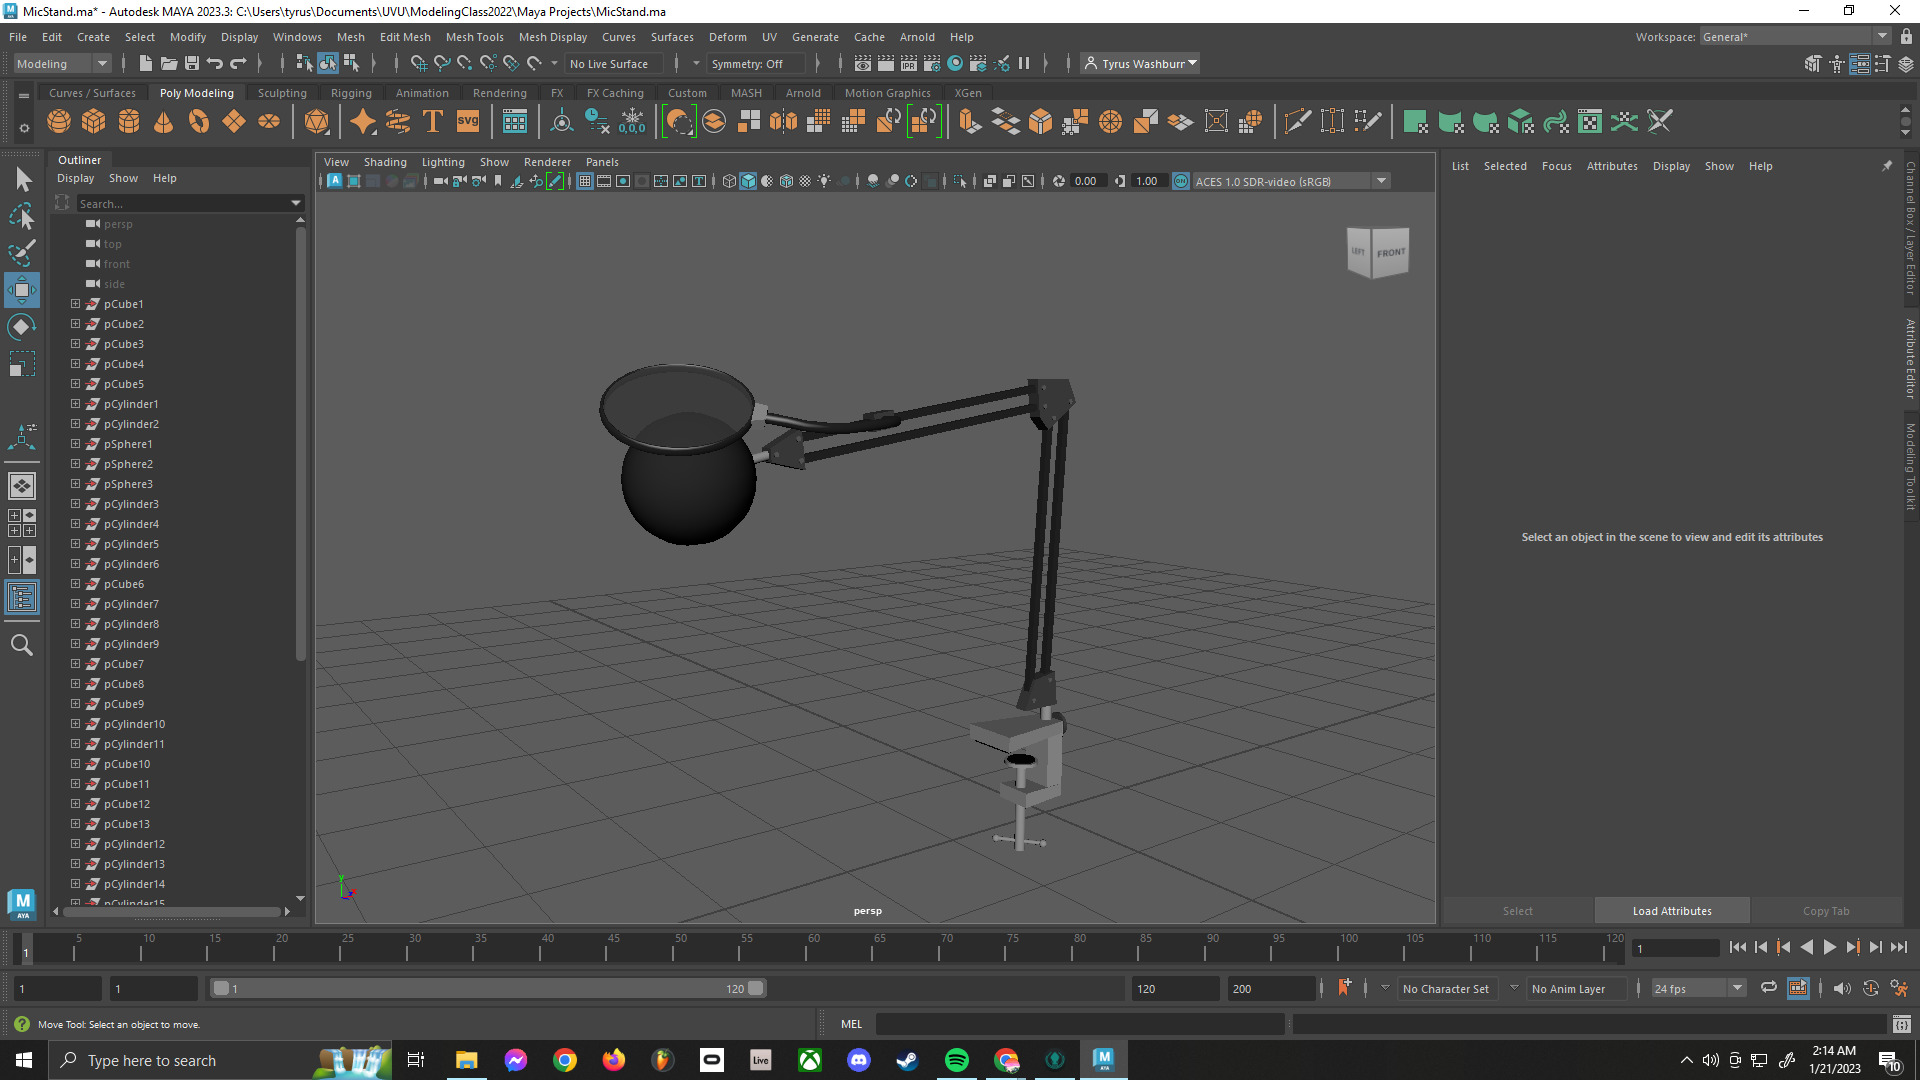 MicStand.ma* - Autodesk MAYA 2023.3: C:\Users\tyrus\Documents\UVU\ModelingClass2022\Maya Projects\MicStand.ma
File Edit Create Select Modify Display Windows Mesh Edit Mesh Mesh Tools Mesh Display Curves Surfaces Deform UV Generate Cache Arnold Help Workspace: General*
Modeling No Live Surface Symmetry: Off IPR Tyrus Washburr
Curves / Surfaces Poly Modeling Sculpting Rigging Animation Rendering FX FX Caching Custom MASH Arnold Motion Graphics XGen
T SVG 0,0,0
Outliner
Display Show Help
Search...
persp
top
front
side
pCube1
pCube2
pCube3
pCube4
pCube5
pCylinder1
pCylinder2
pSphere1
pSphere2
pSphere3
pCylinder3
pCylinder4
pCylinder5
pCylinder6
pCube6
pCylinder7
pCylinder8
pCylinder9
pCube7
pCube8
pCube9
pCylinder10
pCylinder11
pCube10
pCube11
pCube12
pCube13
pCylinder12
pCylinder13
pCylinder14
pCylinder15
View Shading Lighting Show Renderer Panels
0.00 1.00 ON ACES 1.0 SDR-video (sRGB)
LEFT FRONT
y
persp
List Selected Focus Attributes Display Show Help
Select an object in the scene to view and edit its attributes
Select Load Attributes Copy Tab
Channel Box / Layer Editor
Attribute Editor
Modeling Toolkit
M
AYA
1 5 10 15 20 25 30 35 40 45 50 55 60 65 70 75 80 85 90 95 100 105 110 115 120 1
1 1 1 120 120 200 No Character Set No Anim Layer 24 fps
Move Tool: Select an object to move. MEL
Type here to search Live M AYA 2:14 AM
1/21/2023 10